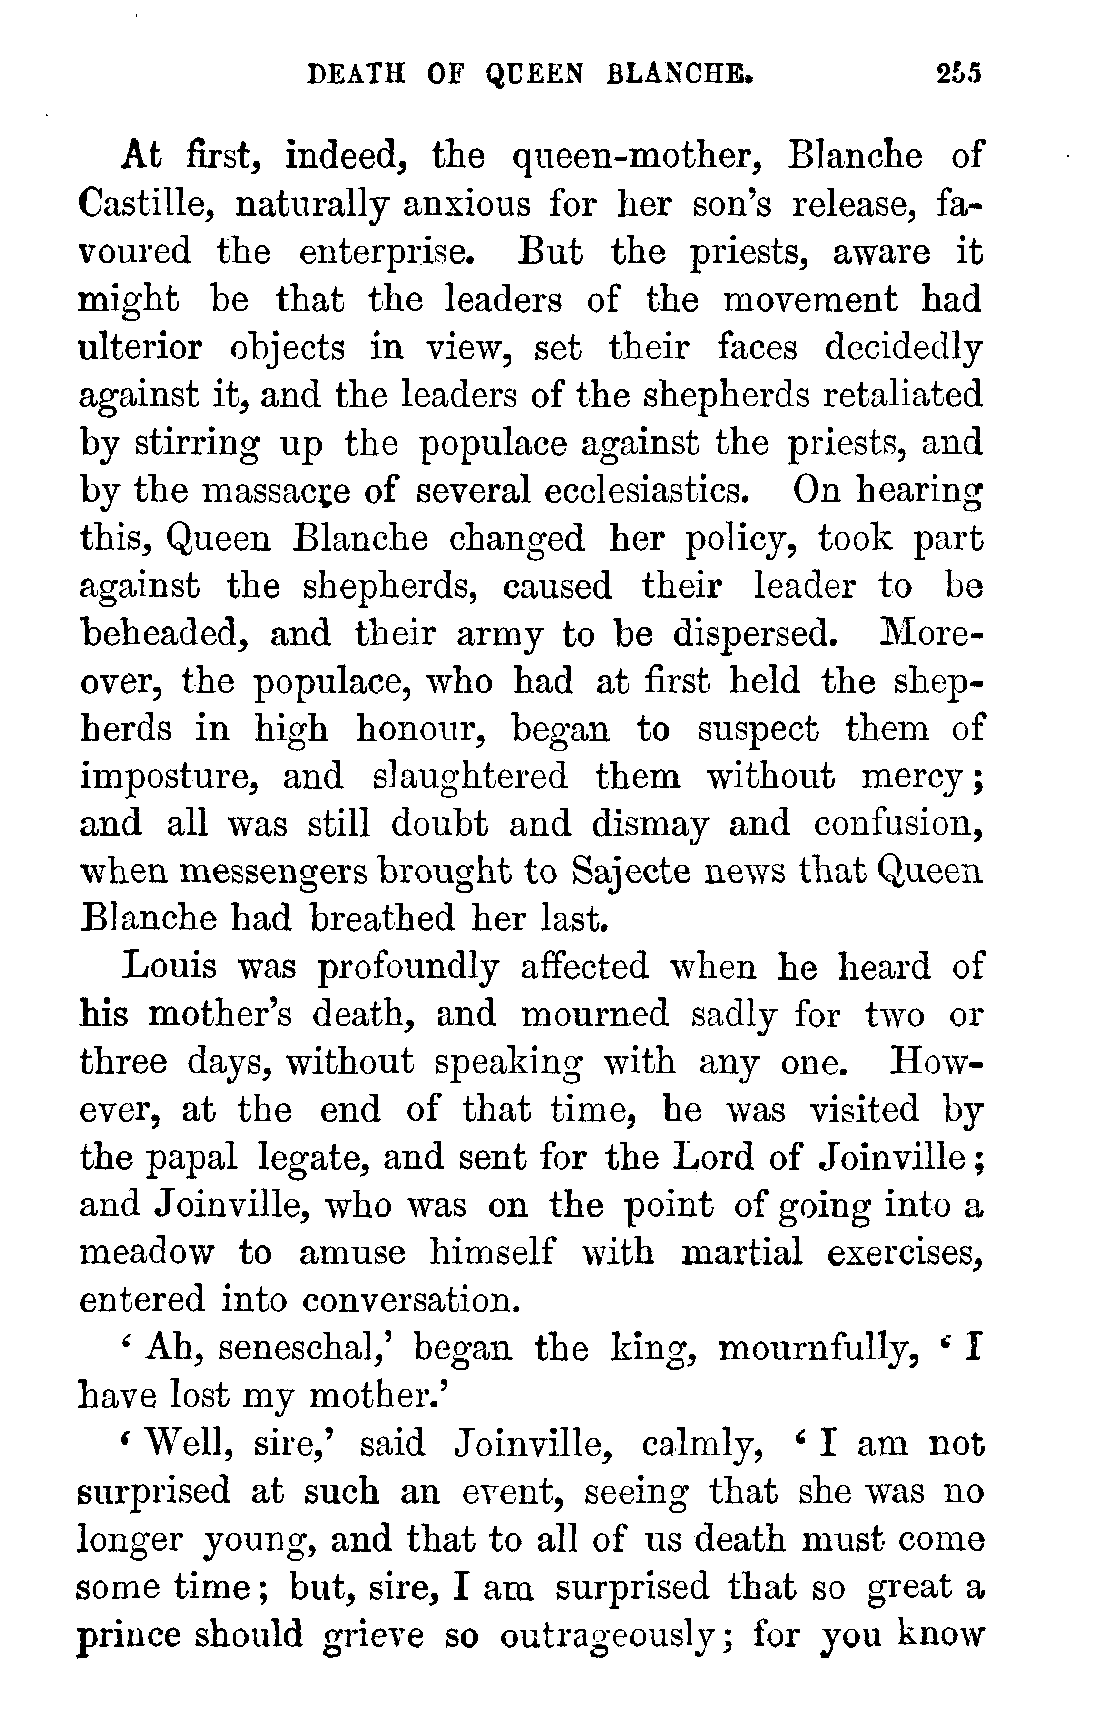 DEATH OF QUEEN BLANCHE. 255
At first, indeed, the queen-mother, Blanche of
Castille, naturally anxious for her son's release, fa-
voured the enterprise. But the priests, aware it
might be that the leaders of the movement had
ulterior objects in view, set their faces decidedly
against it, and the leaders of the shepherds retaliated
by stirring up the populace against the priests, and
by the massacre of several ecclesiastics. On hearing
this, Queen Blanche changed her policy, took part
against the shepherds, caused their leader to be
beheaded, and their army to be dispersed. More-
over, the populace, who had at first held the shep-
herds in high honour, began to suspect them of
imposture, and slaughtered them without mercy;
and all was still doubt and dismay and confusion,
when messengers brought to Sajecte news that Queen
Blanche had breathed her last.
Louis was profoundly affected when he heard of
his mother's death, and mourned sadly for two or
three days, without speaking with any one. How-
ever, at the end of that time, he was visited by
the papal legate, and sent for the Lord of Joinville;
and Joinville, who was on the point of going into a
meadow to amuse himself with martial exercises,
entered into conversation.
‘Ah, seneschal,’ began the king, mournfully, ‘I
have lost my mother.’
‘Well, sire,’ said Joinville, calmly, ‘I am not
surprised at such an event, seeing that she was no
longer young, and that to all of us death must come
some time; but, sire, I am surprised that so great a
prince should grieve so outrageously; for you know